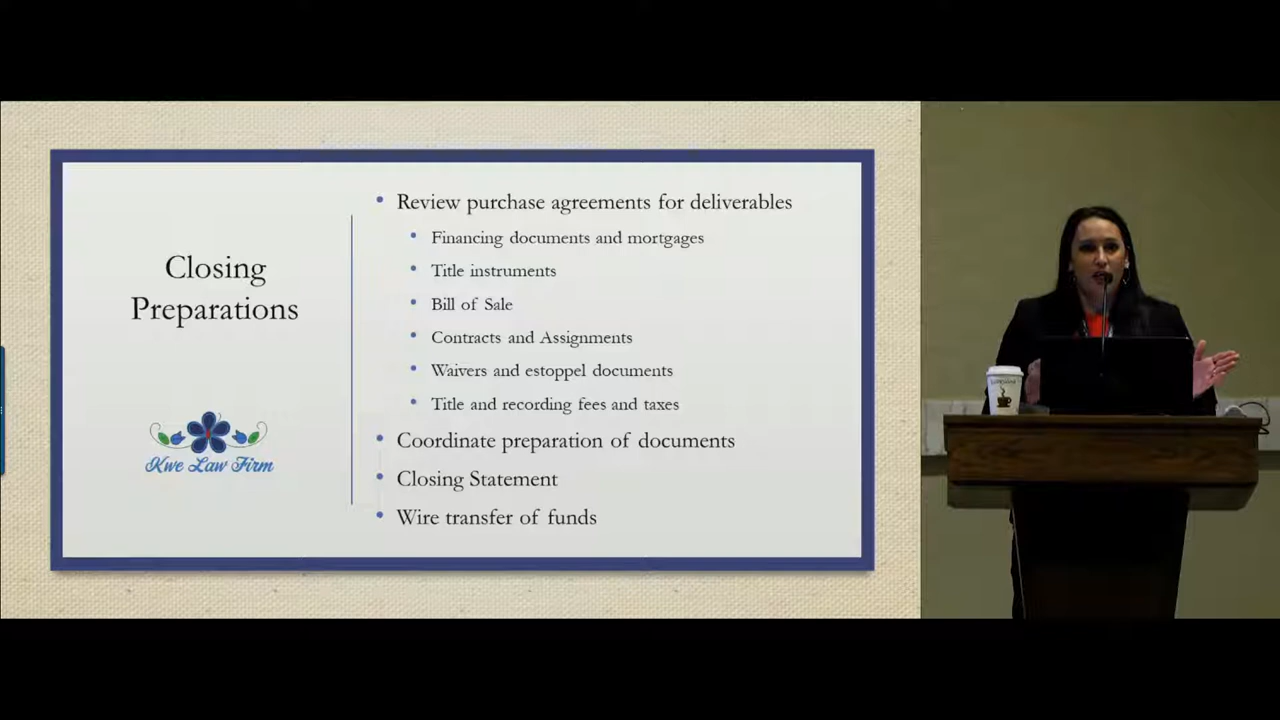 Closing
Preparations
Kwe Law Firm
Review purchase agreements for deliverables
Financing documents and mortgages
Title instruments
Bill of Sale
Contracts and Assignments
Waivers and estoppel documents
Title and recording fees and taxes
Coordinate preparation of documents
Closing Statement
Wire transfer of funds